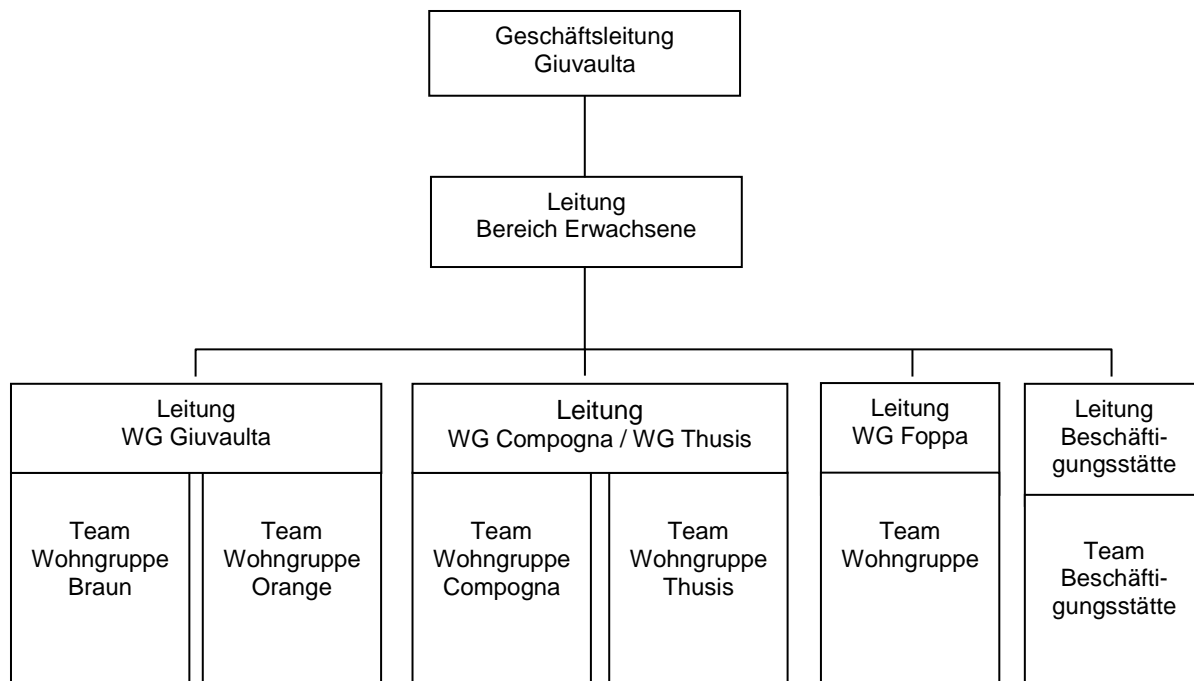 Geschäftsleitung
Giuvaulta
Leitung
Bereich Erwachsene
Leitung
WG Giuvaulta
Leitung
WG Compogna / WG Thusis
Leitung
WG Foppa
Leitung
Beschäfti-
gungsstätte
Team
Wohngruppe
Braun
Team
Wohngruppe
Orange
Team
Wohngruppe
Compogna
Team
Wohngruppe
Thusis
Team
Wohngruppe
Team
Beschäfti-
gungsstätte